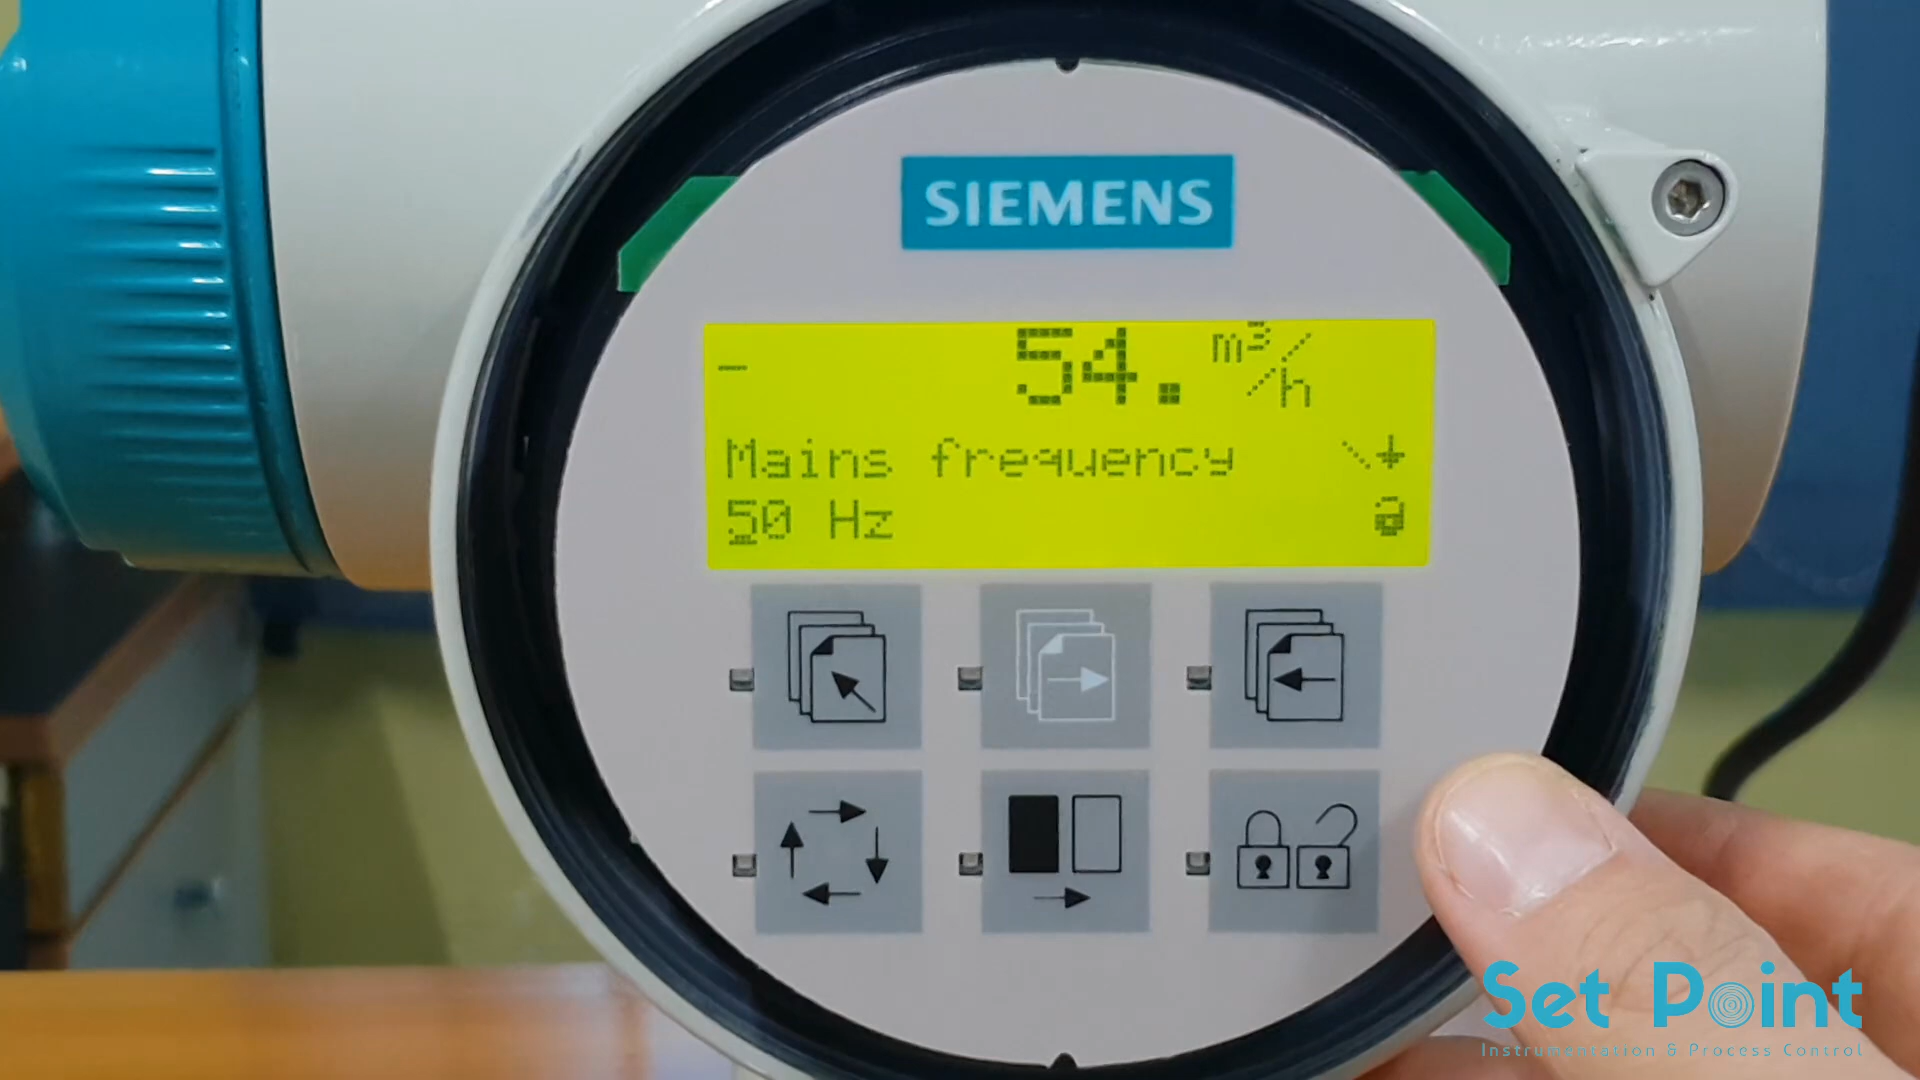 SIEMENS
– 54. m³/h
Mains frequency
50 Hz
Set Point
Instrumentation & Process Control